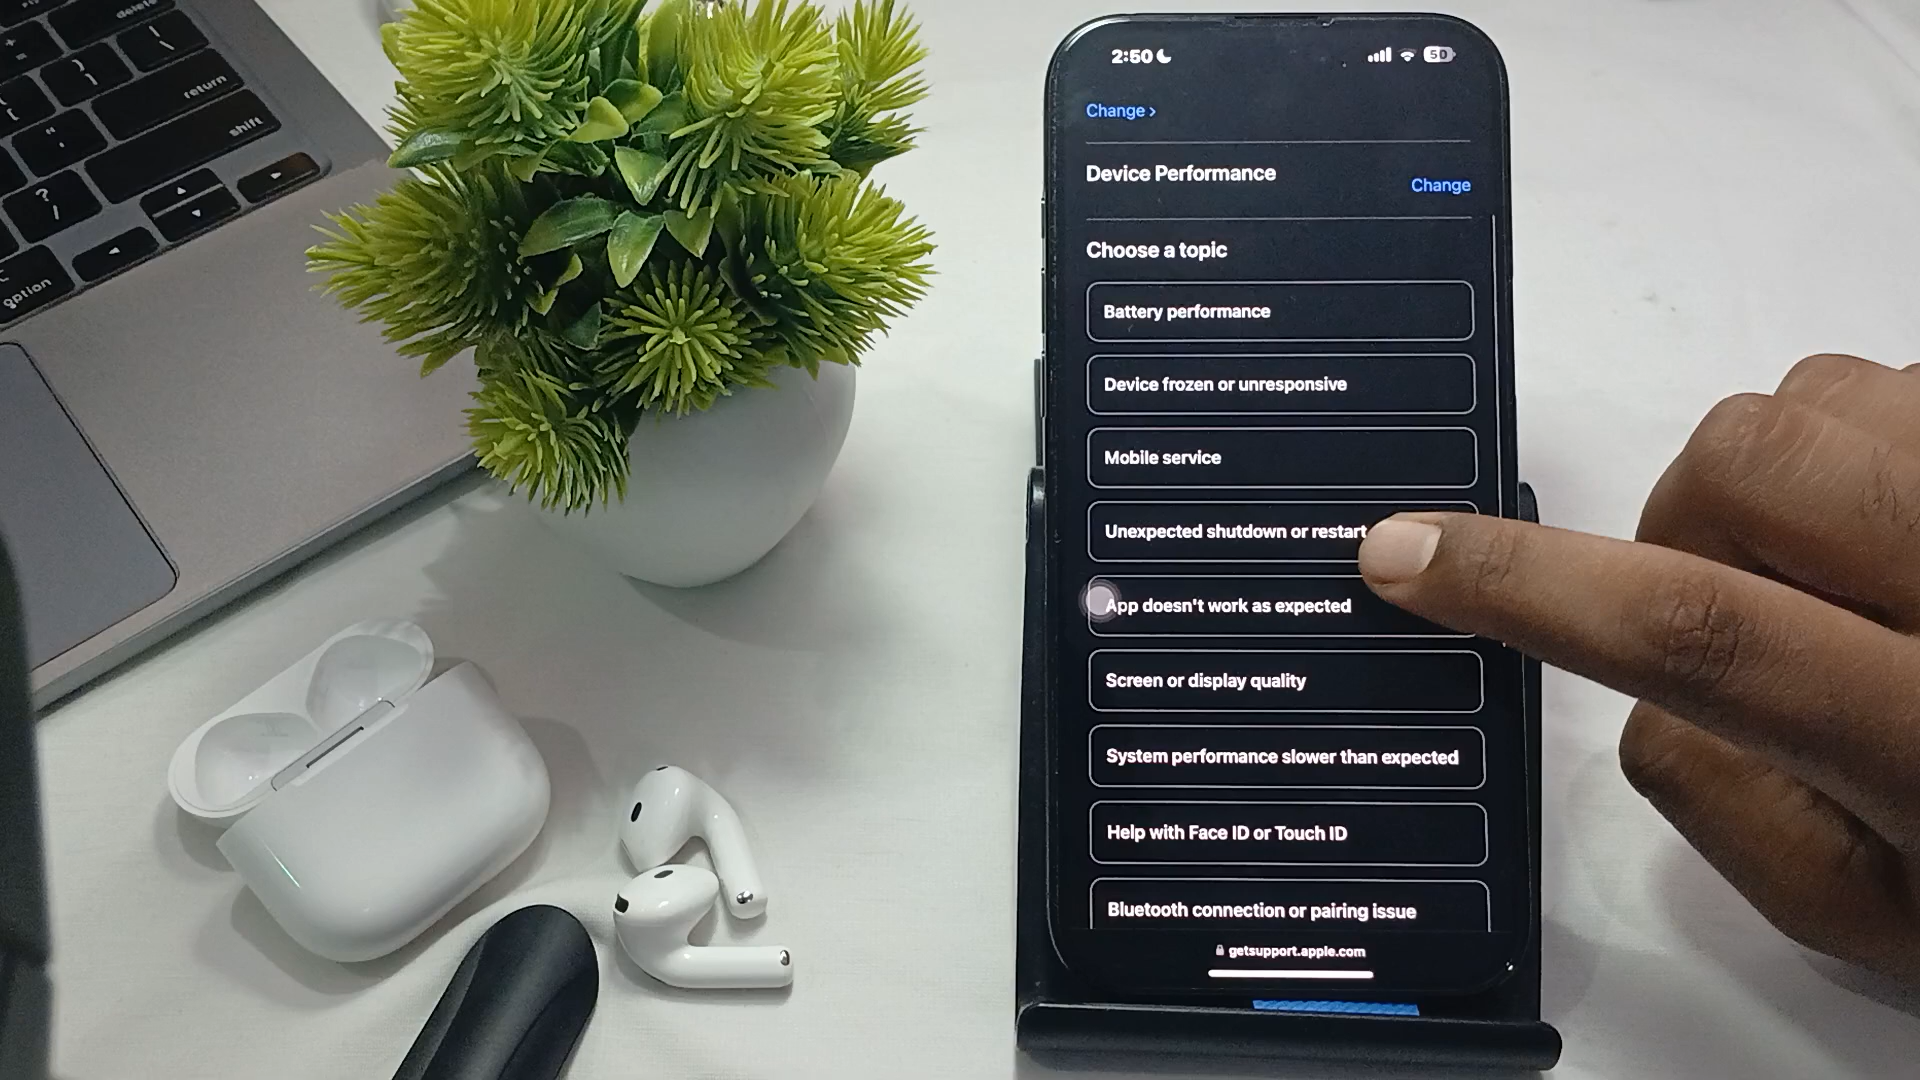 delete
return
shift
option
2:50
50
Change >
Device Performance
Change
Choose a topic
Battery performance
Device frozen or unresponsive
Mobile service
Unexpected shutdown or restart
App doesn't work as expected
Screen or display quality
System performance slower than expected
Help with Face ID or Touch ID
Bluetooth connection or pairing issue
getsupport.apple.com